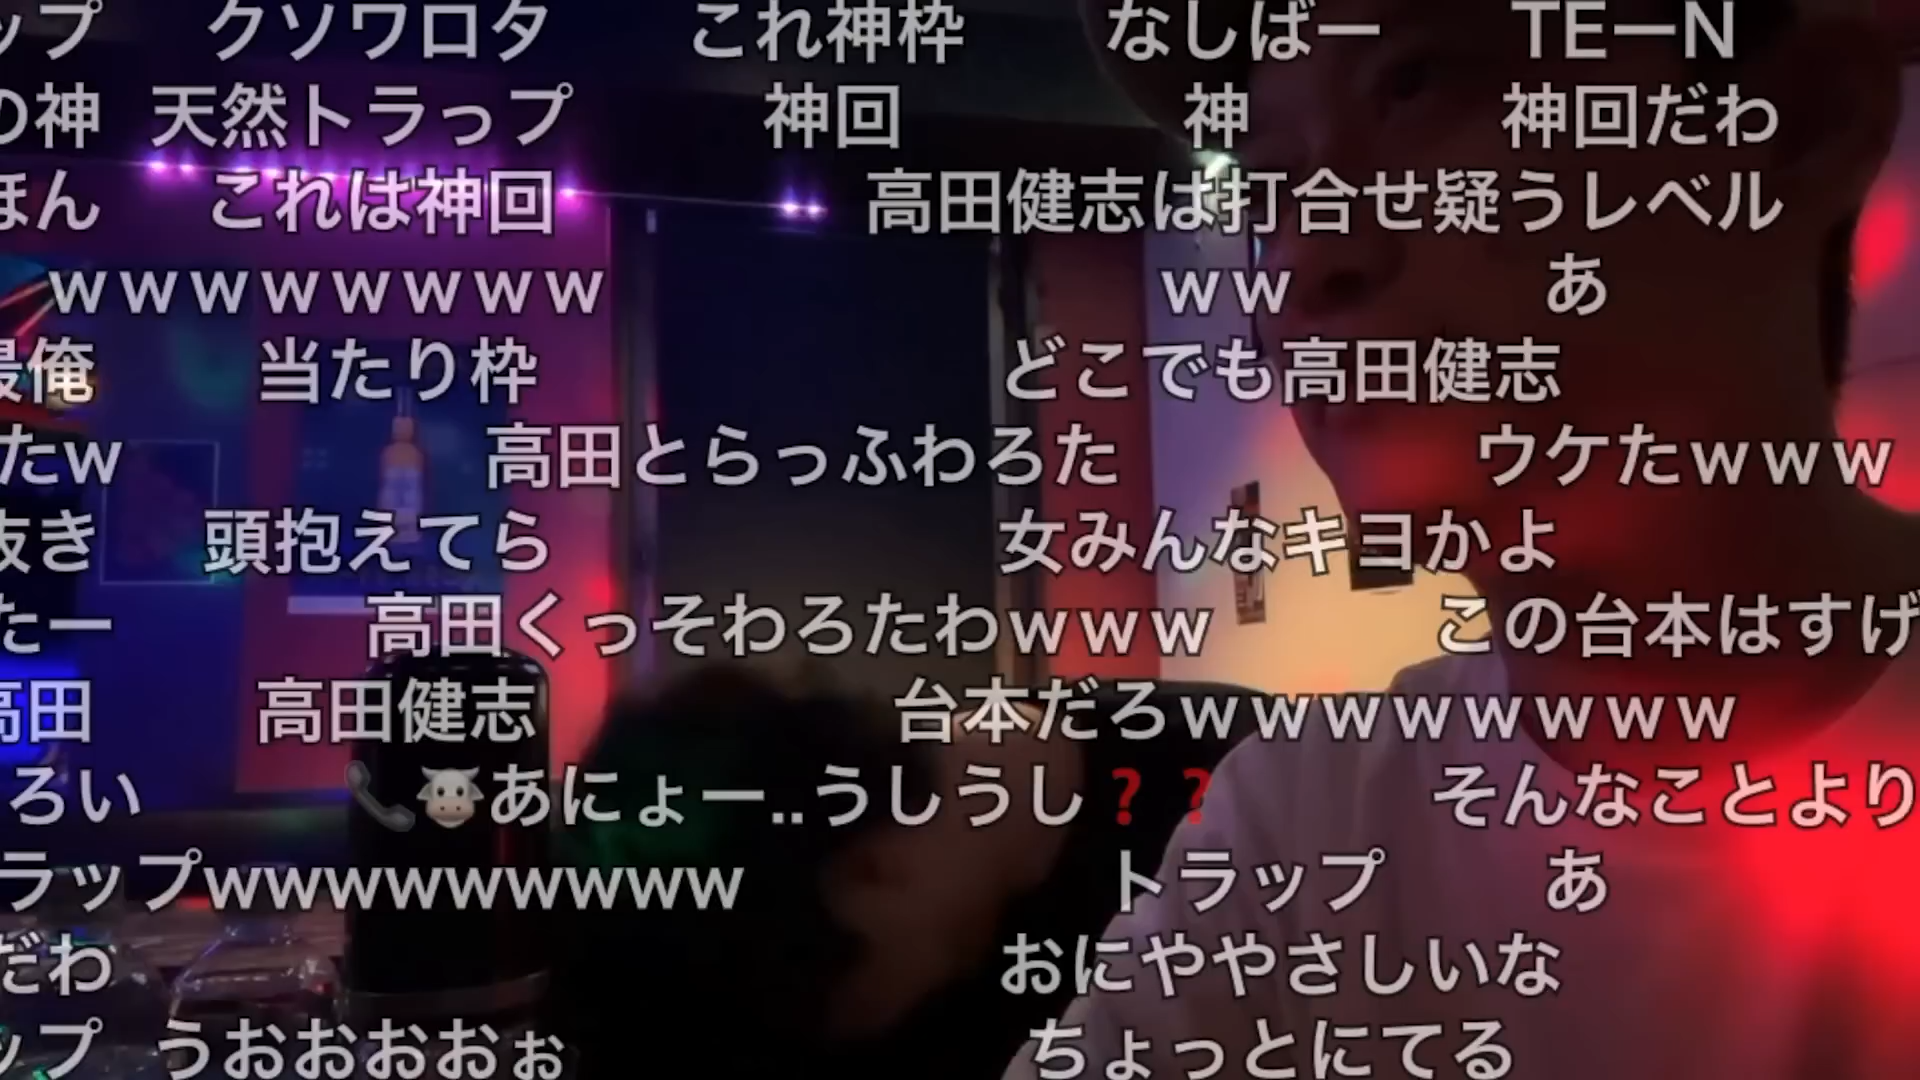 ップ クソワロタ これ神枠 なしばー TEーN
の神 天然トラっプ 神回 神 神回だわ
ほん これは神回 高田健志は打合せ疑うレベル
ｗｗｗｗｗｗｗｗ ｗｗ あ
最俺 当たり枠 どこでも高田健志
たw 高田とらっふわろた ウケたｗｗｗ
抜き 頭抱えてら 女みんなキヨかよ
たー 高田くっそわろたわｗｗｗ この台本はすげ
高田 高田健志 台本だろｗｗｗｗｗｗｗｗ
ろい 📞🐮あにょー..うしうし❓❓ そんなことより
ラップwwwwwwwww トラップ あ
だわ おにややさしいな
ップ うおおおおぉ ちょっとにてる